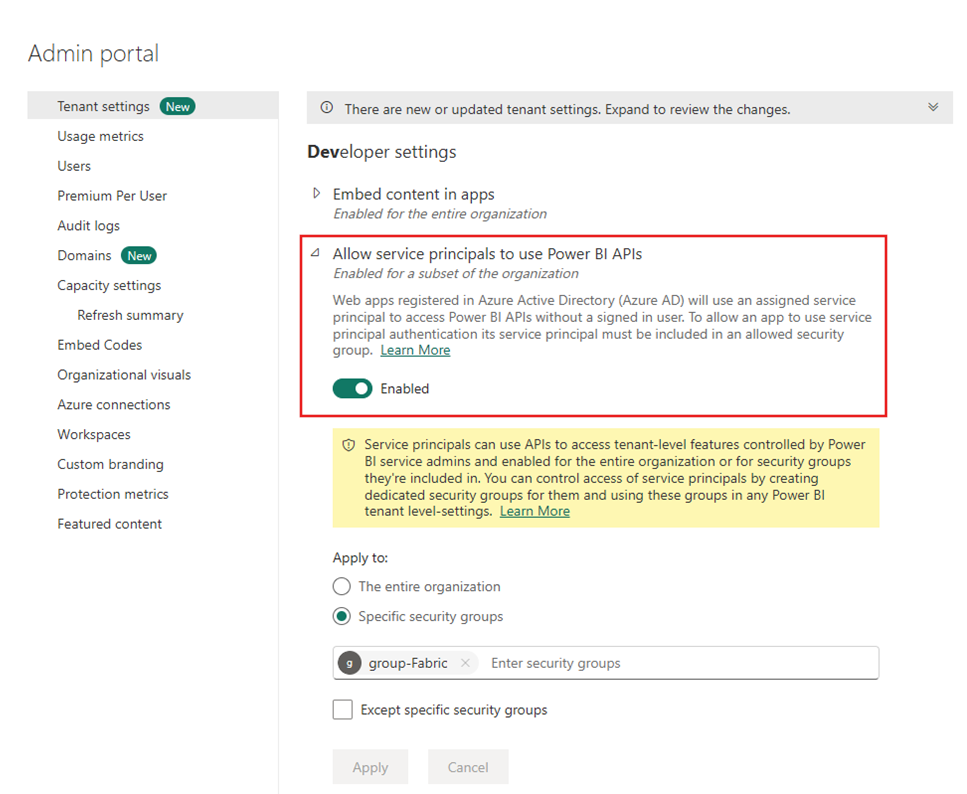 Admin portal
Tenant settings New
Usage metrics
Users
Premium Per User
Audit logs
Domains New
Capacity settings
Refresh summary
Embed Codes
Organizational visuals
Azure connections
Workspaces
Custom branding
Protection metrics
Featured content
There are new or updated tenant settings. Expand to review the changes.
Developer settings
Embed content in apps
Enabled for the entire organization
Allow service principals to use Power BI APIs
Enabled for a subset of the organization
Web apps registered in Azure Active Directory (Azure AD) will use an assigned service
principal to access Power BI APIs without a signed in user. To allow an app to use service
principal authentication its service principal must be included in an allowed security
group. Learn More
Enabled
Service principals can use APIs to access tenant-level features controlled by Power
BI service admins and enabled for the entire organization or for security groups
they're included in. You can control access of service principals by creating
dedicated security groups for them and using these groups in any Power BI
tenant level-settings. Learn More
Apply to:
The entire organization
Specific security groups
g group-Fabric Enter security groups
Except specific security groups
Apply Cancel